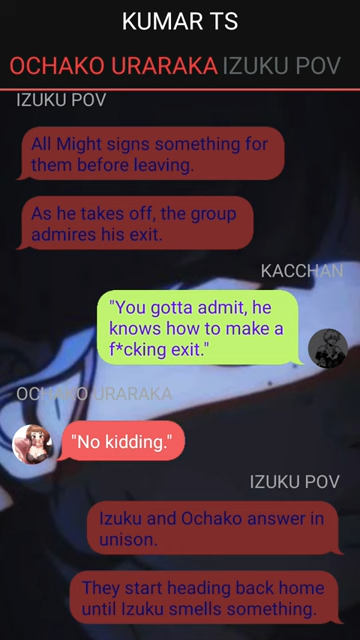 KUMAR TS
OCHAKO URARAKA IZUKU POV
IZUKU POV
All Might signs something for
them before leaving.
As he takes off, the group
admires his exit.
KACCHAN
"You gotta admit, he
knows how to make a
f*cking exit."
OCHAKO URARAKA
"No kidding."
IZUKU POV
Izuku and Ochako answer in
unison.
They start heading back home
until Izuku smells something.